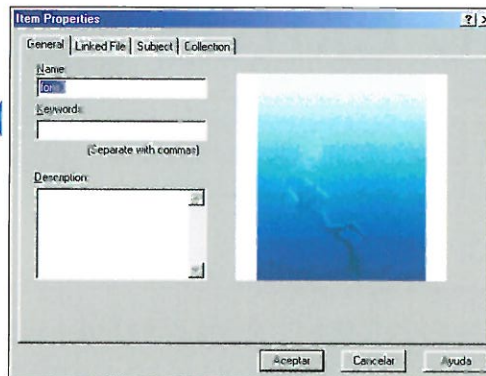 Item Properties
General Linked File Subject Collection
Name:
Keywords:
(Separate with commas)
Description:
Aceptar Cancelar Ayuda